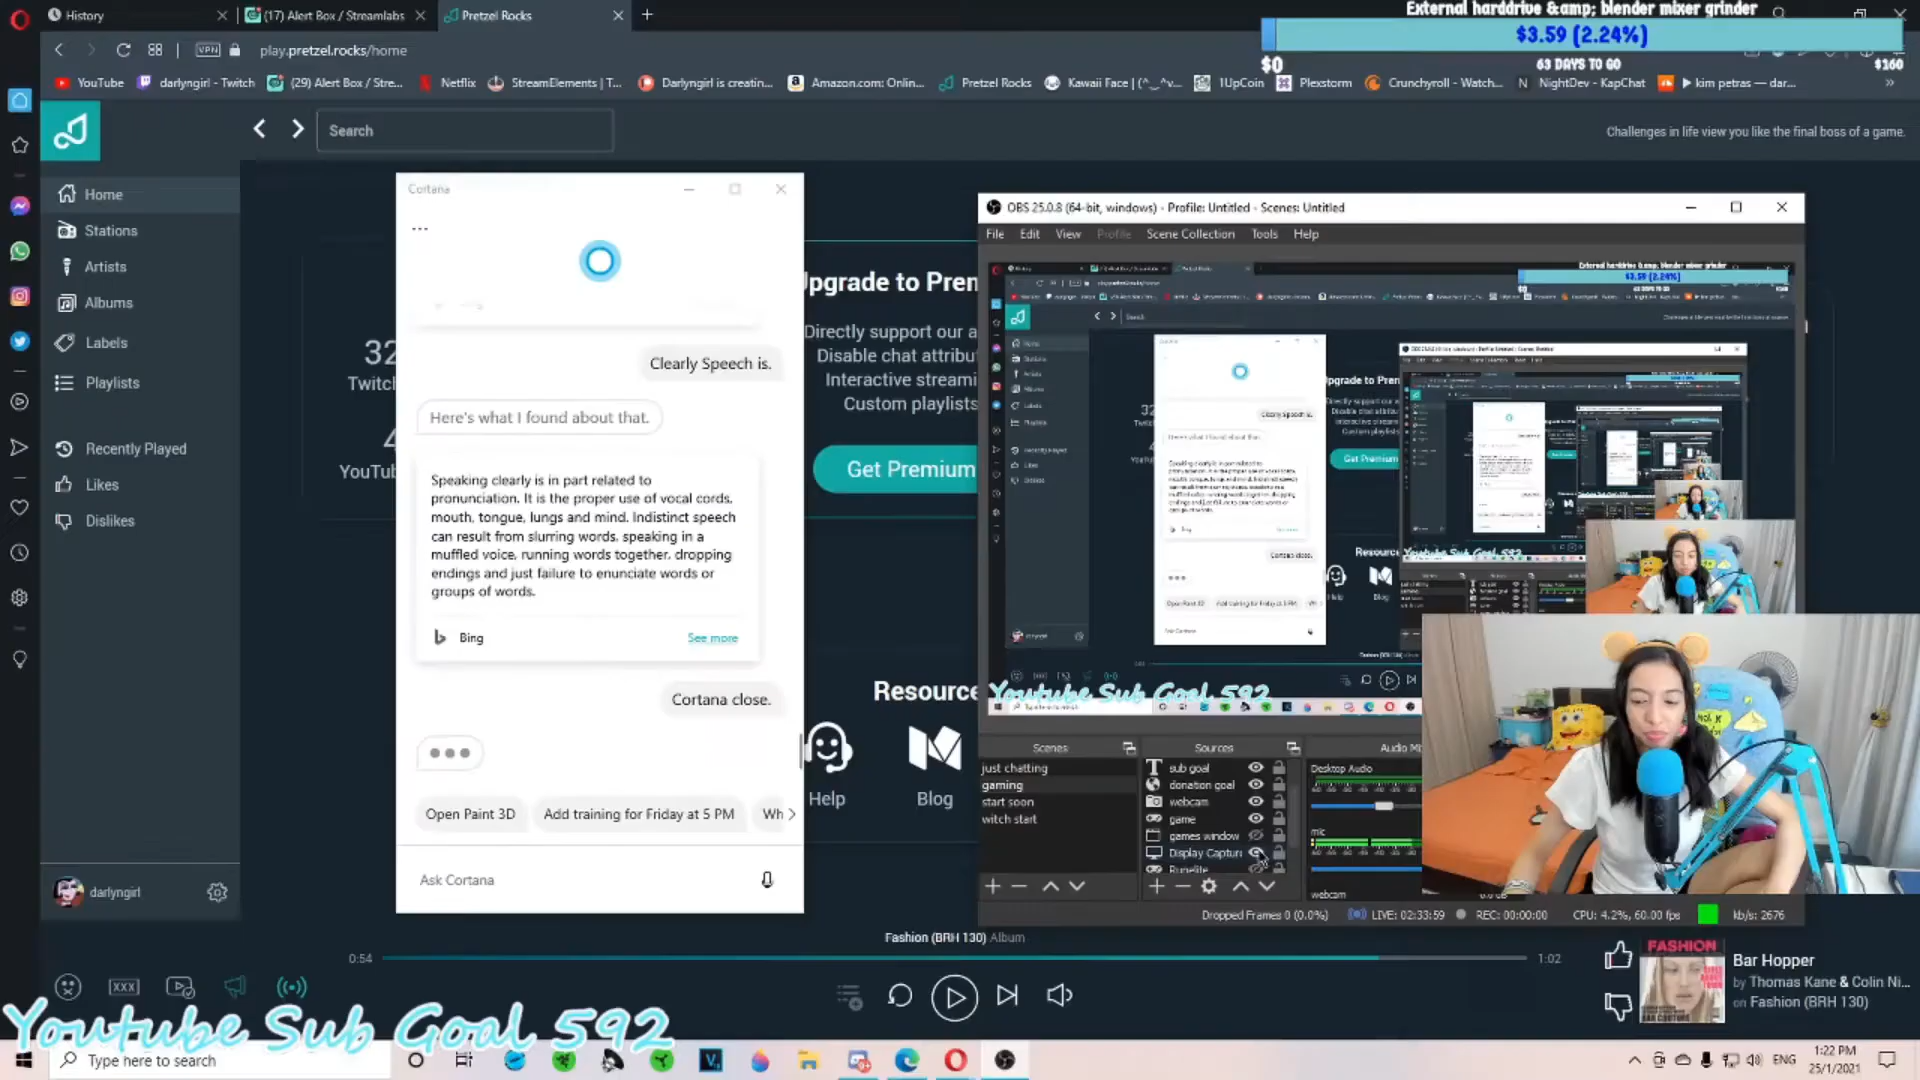 History
(17) Alert Box / Streamlabs
Pretzel Rocks
External harddrive &amp; blender mixer grinder
$3.59 (2.24%)
$0
63 DAYS TO GO
$160
VPN
play.pretzel.rocks/home
YouTube
darlyngirl - Twitch
(29) Alert Box / Stre...
Netflix
StreamElements | T...
Darlyngirl is creatin...
Amazon.com: Onlin...
Pretzel Rocks
Kawaii Face | (^‿^v...
1UpCoin
Plexstorm
Crunchyroll - Watch...
NightDev - KapChat
kim petras — dar...
Search
Challenges in life view you like the final boss of a game.
Home
Stations
Artists
Albums
Labels
Playlists
Recently Played
Likes
Dislikes
darlyngirl
Cortana
...
Clearly Speech is.
Here's what I found about that.
Speaking clearly is in part related to
pronunciation. It is the proper use of vocal cords,
mouth, tongue, lungs and mind. Indistinct speech
can result from slurring words, speaking in a
muffled voice, running words together, dropping
endings and just failure to enunciate words or
groups of words.
Bing
See more
Cortana close.
Open Paint 3D
Add training for Friday at 5 PM
Wh
Ask Cortana
32
Twitch
YouTu
Upgrade to Pren
Directly support our a
Disable chat attribut
Interactive streami
Custom playlists
Get Premium
Resource
Help
Blog
OBS 25.0.8 (64-bit, windows) - Profile: Untitled - Scenes: Untitled
File
Edit
View
Profile
Scene Collection
Tools
Help
Youtube Sub Goal 592
Scenes
just chatting
gaming
start soon
witch start
Sources
sub goal
donation goal
webcam
game
games window
Display Captur
Runelite
Audio Mi
Desktop Audio
mic
webcam
Dropped Frames 0 (0.0%)
LIVE: 02:33:59
REC: 00:00:00
CPU: 4.2%, 60.00 fps
kb/s: 2676
Fashion (BRH 130) Album
0:54
1:02
XXX
FASHION
Bar Hopper
by Thomas Kane & Colin Ni...
on Fashion (BRH 130)
Youtube Sub Goal 592
Type here to search
ENG
1:22 PM
25/1/2021